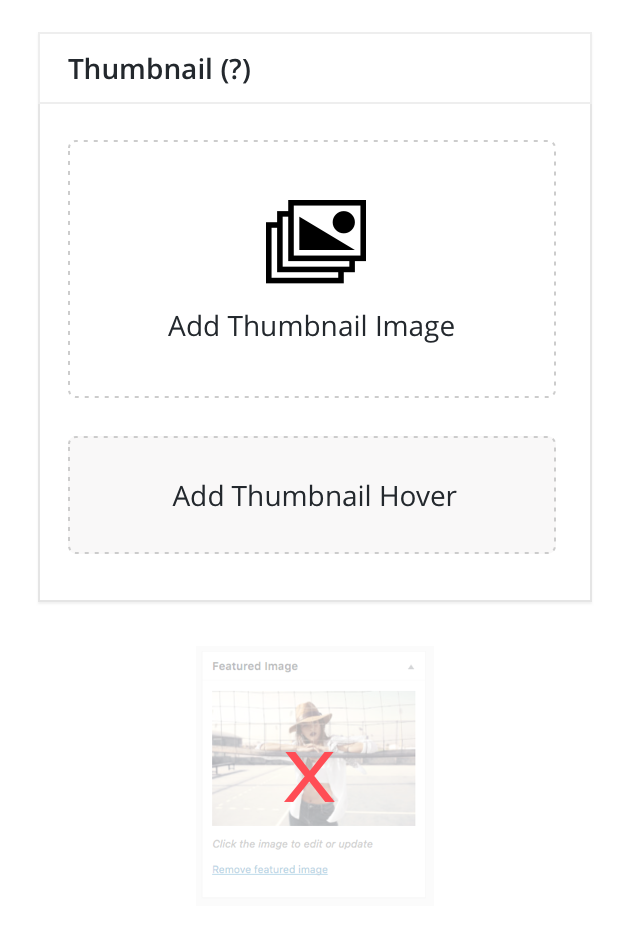 Thumbnail (?)
Add Thumbnail Image
Add Thumbnail Hover
Featured Image
X
Click the image to edit or update
Remove featured image